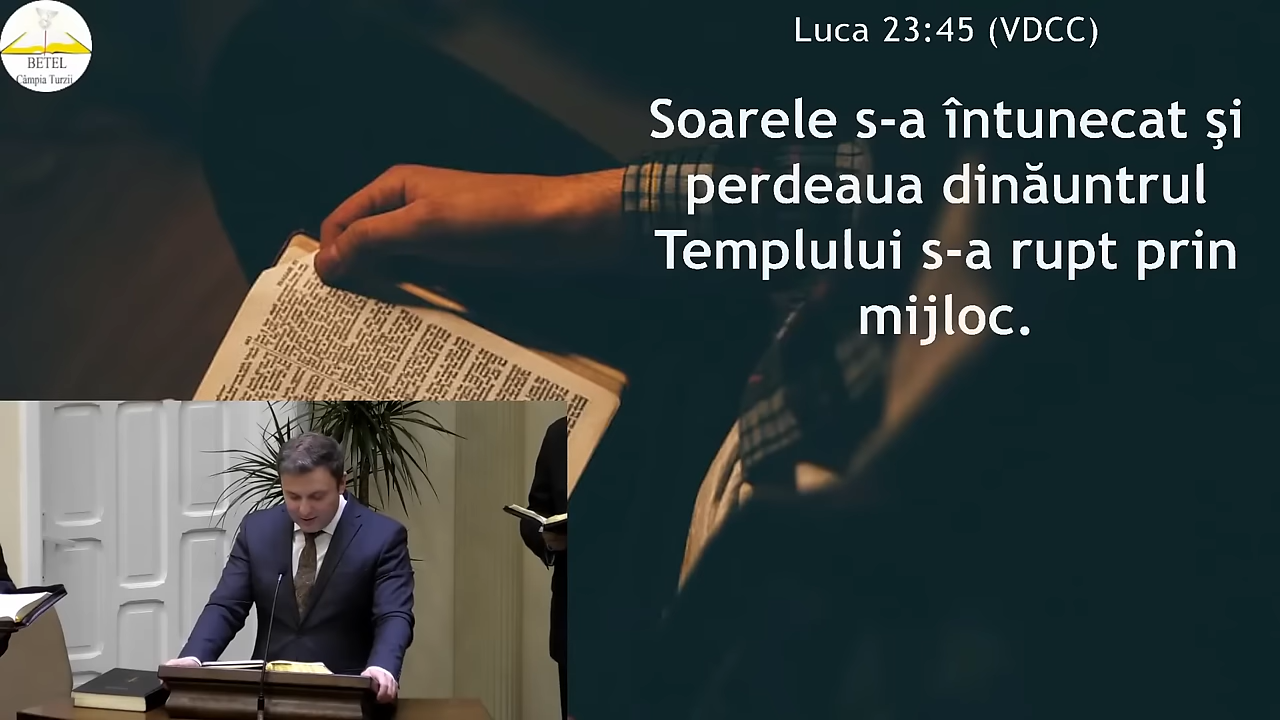 BETEL
Câmpia Turzii
Luca 23:45 (VDCC)
Soarele s-a întunecat şi
perdeaua dinăuntrul
Templului s-a rupt prin
mijloc.